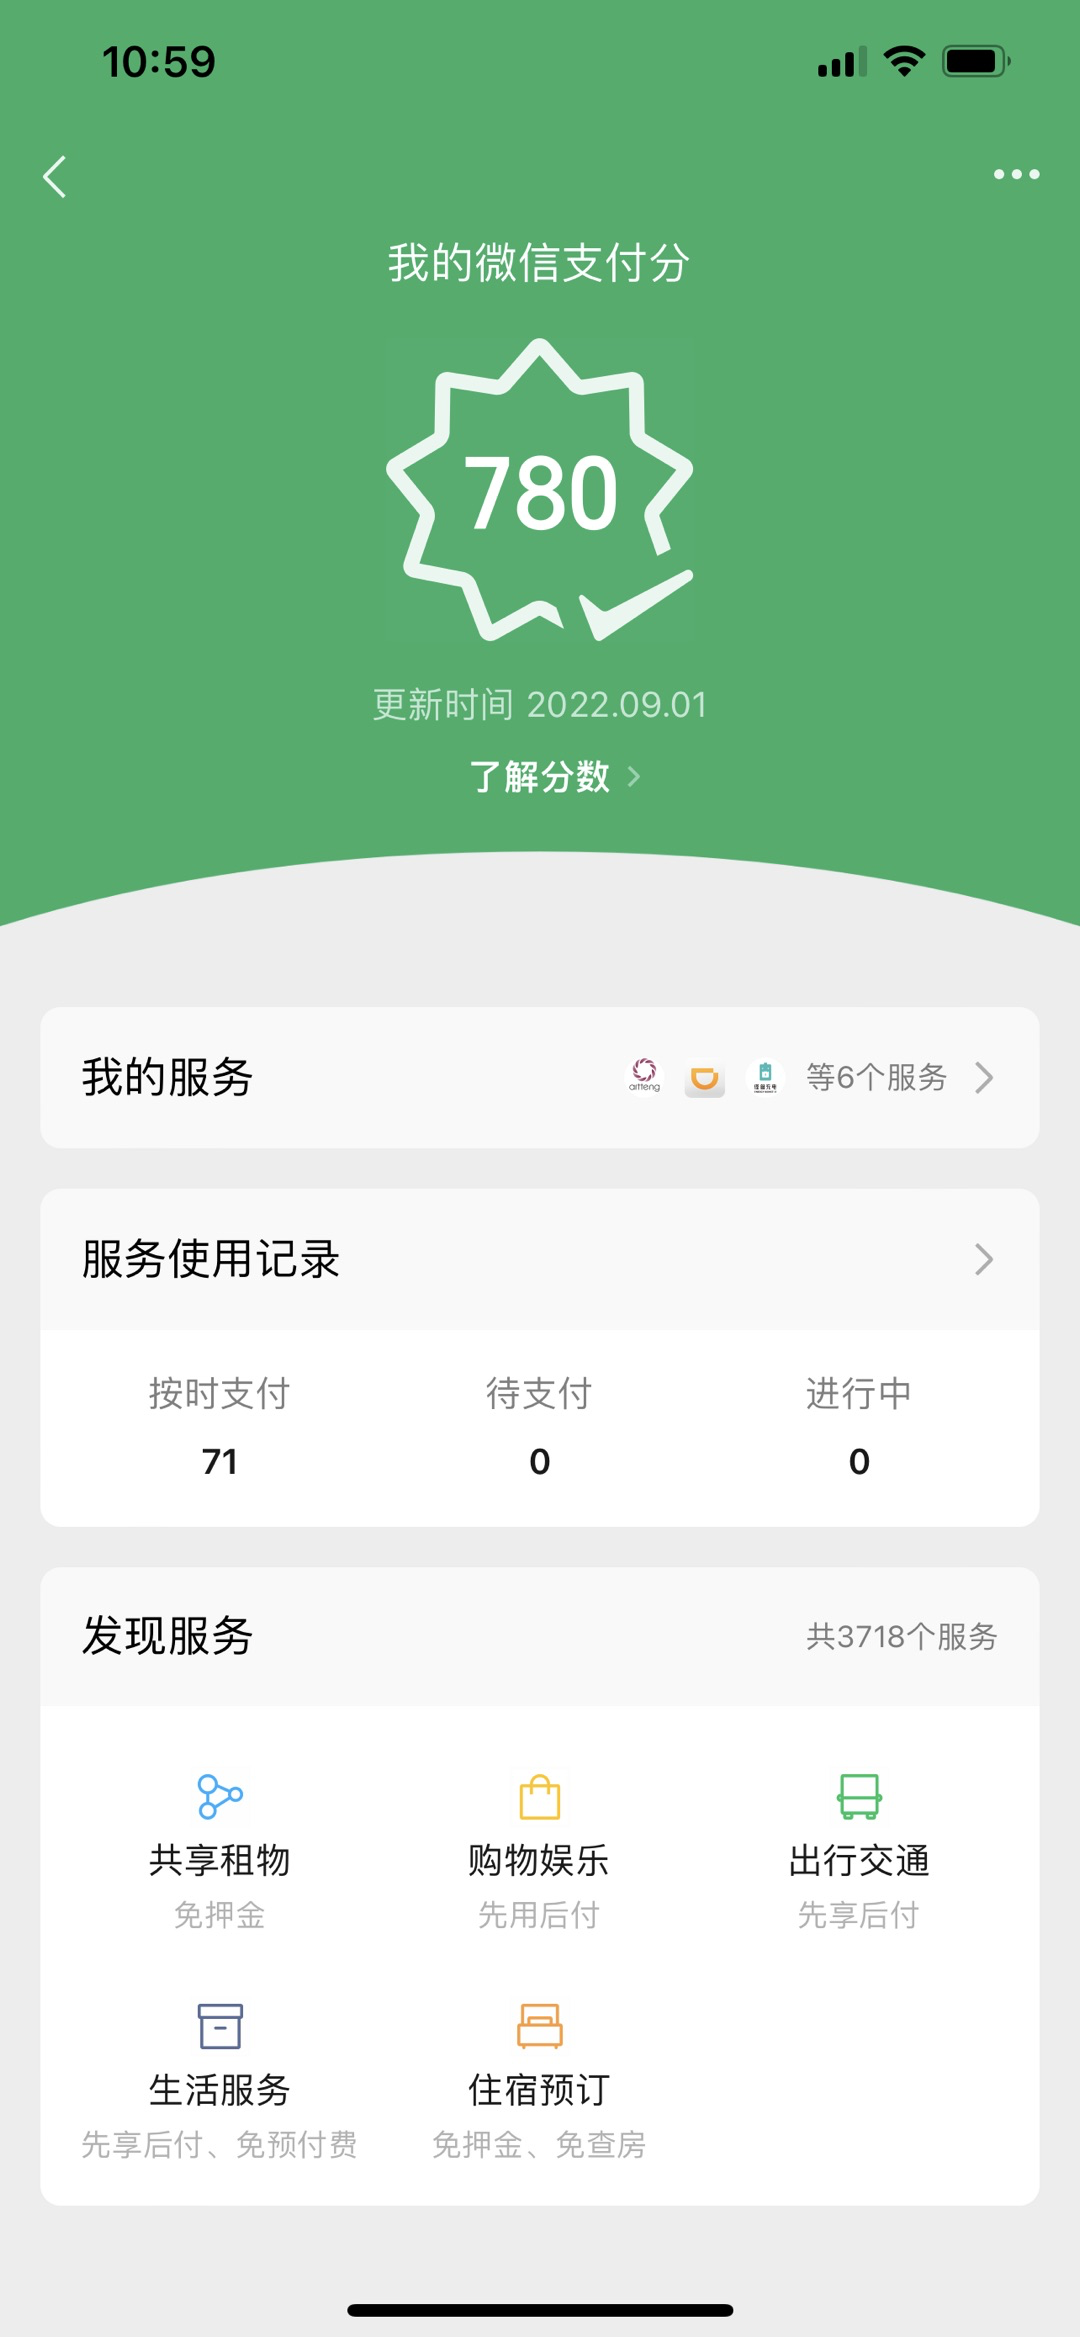 10:59
我的微信支付分
780
更新时间 2022.09.01
了解分数
我的服务
airteng
等6个服务
服务使用记录
按时支付
待支付
进行中
71
0
0
发现服务
共3718个服务
共享租物
购物娱乐
出行交通
免押金
先用后付
先享后付
生活服务
住宿预订
先享后付、免预付费
免押金、免查房